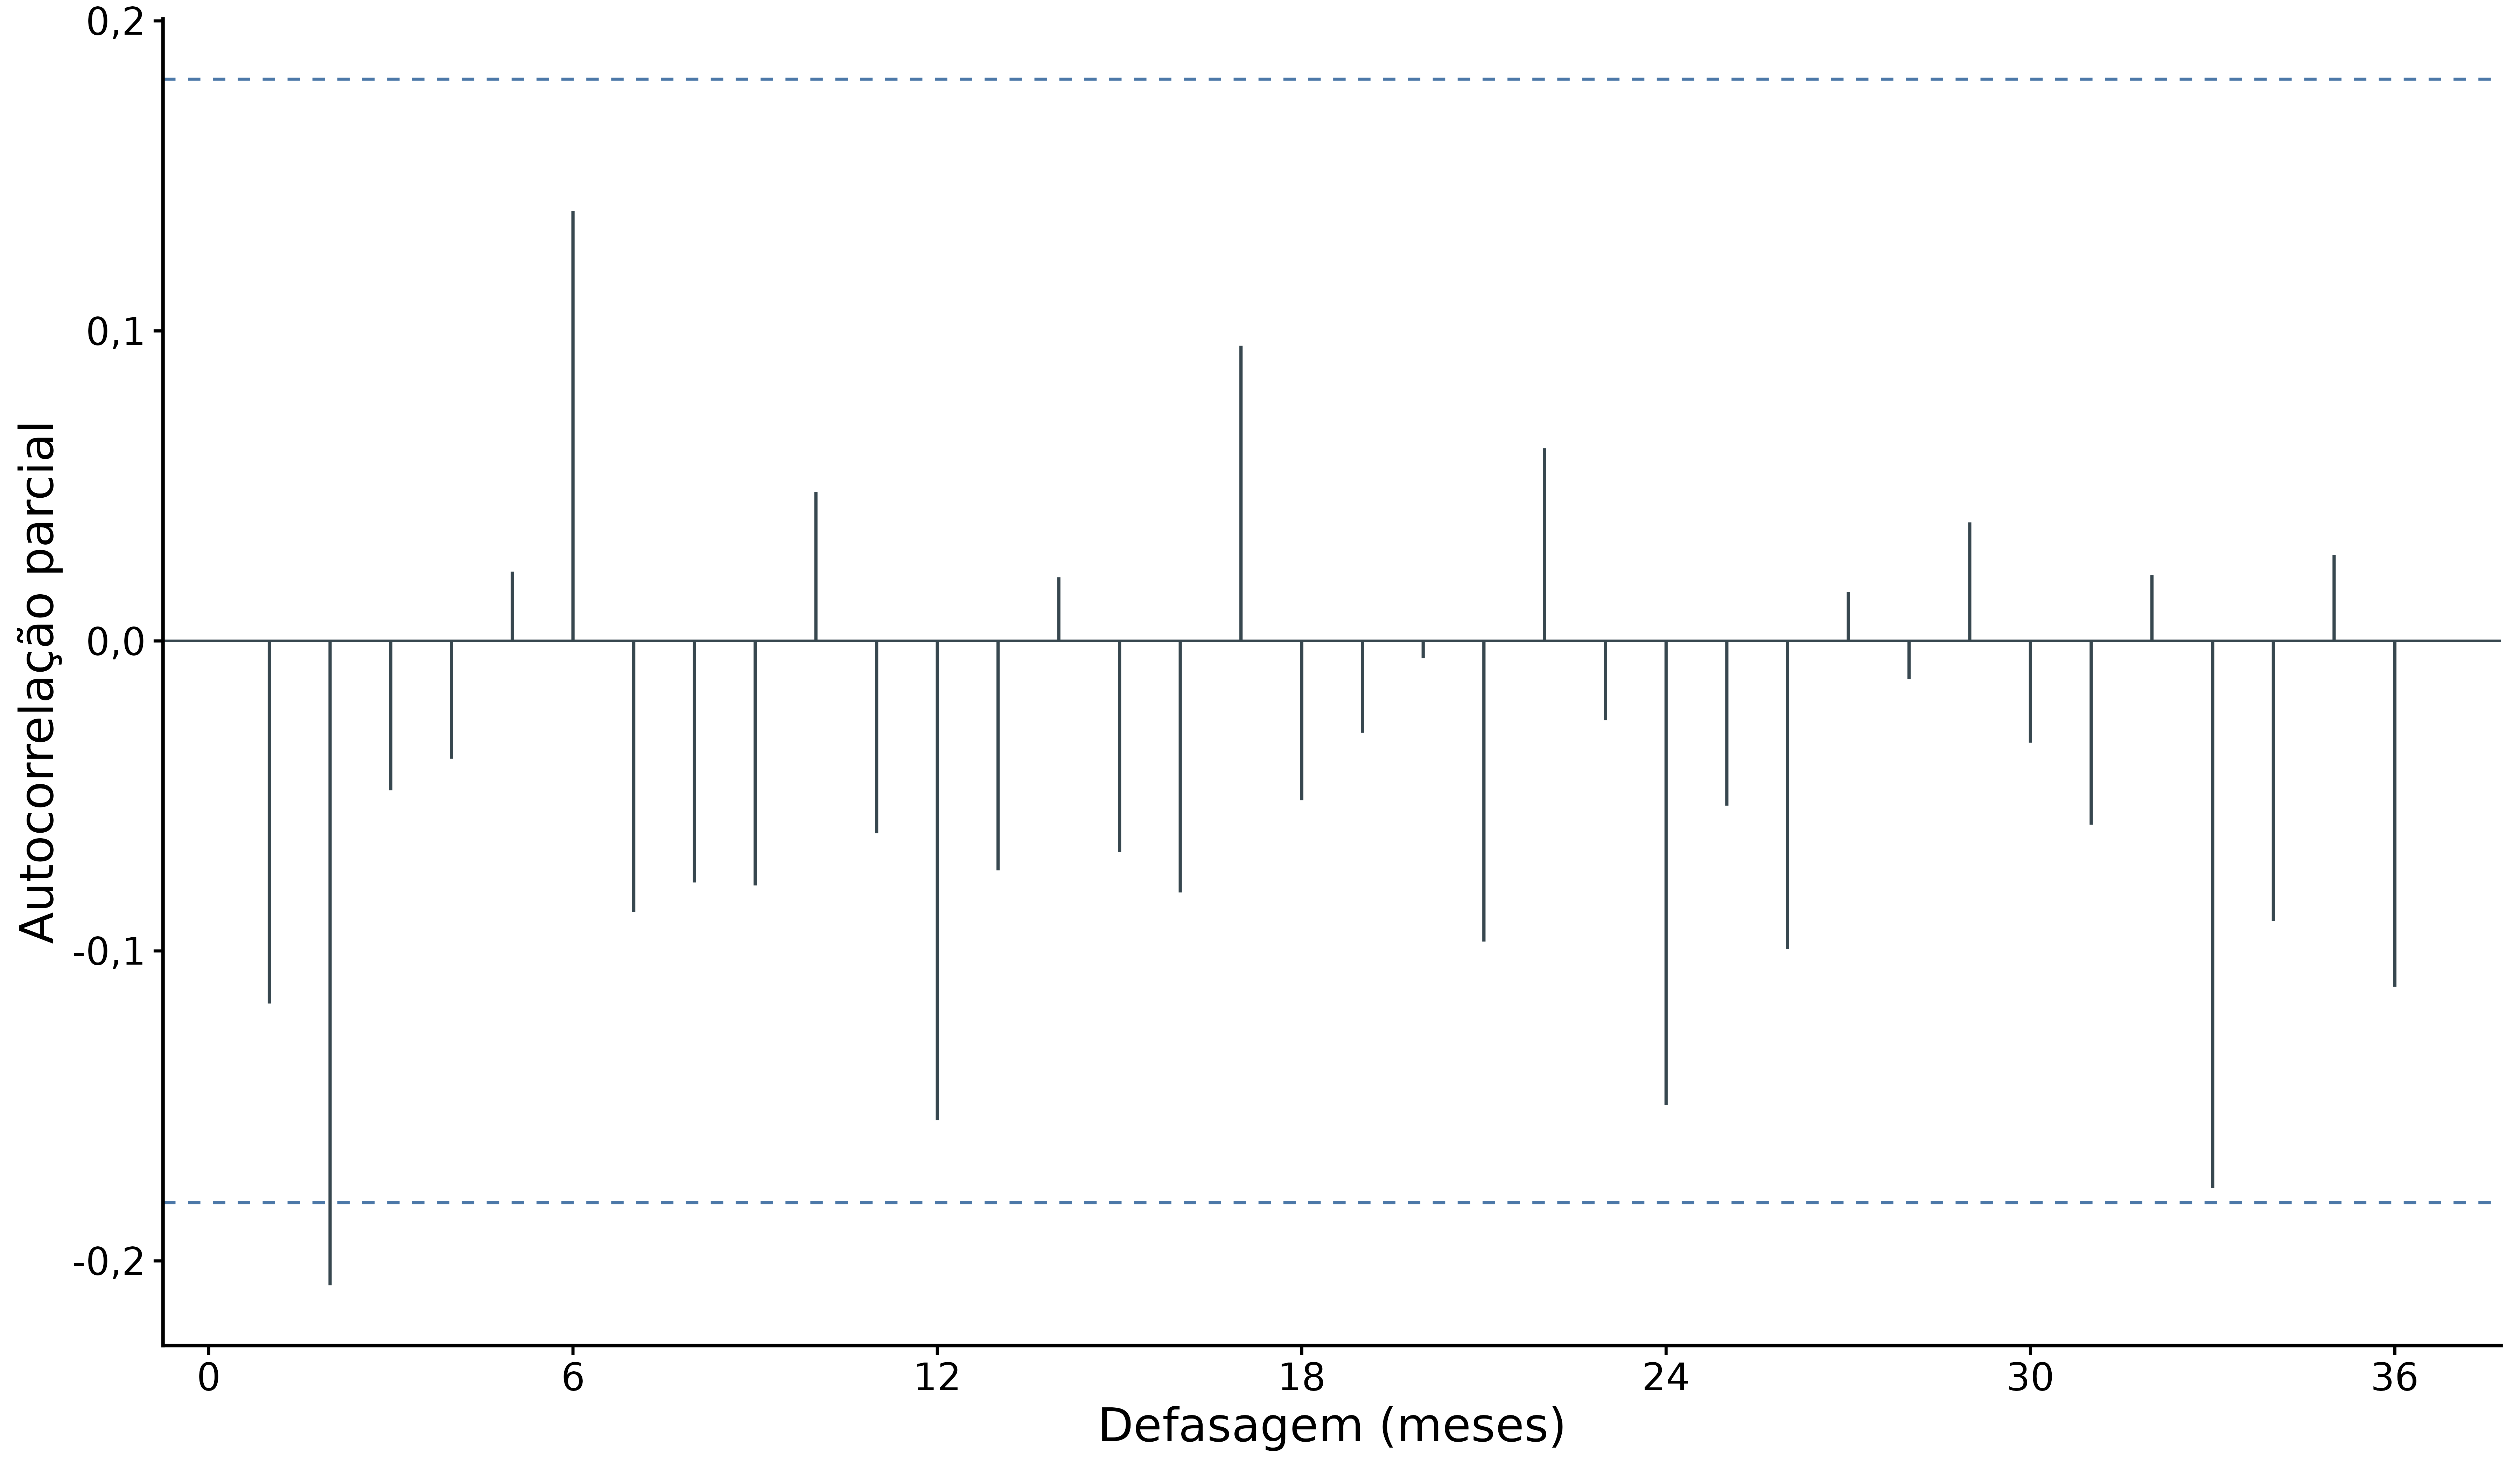 Autocorrelação parcial
0,2
0,1
0,0
-0,1
-0,2
0 6 12 18 24 30 36
Defasagem (meses)